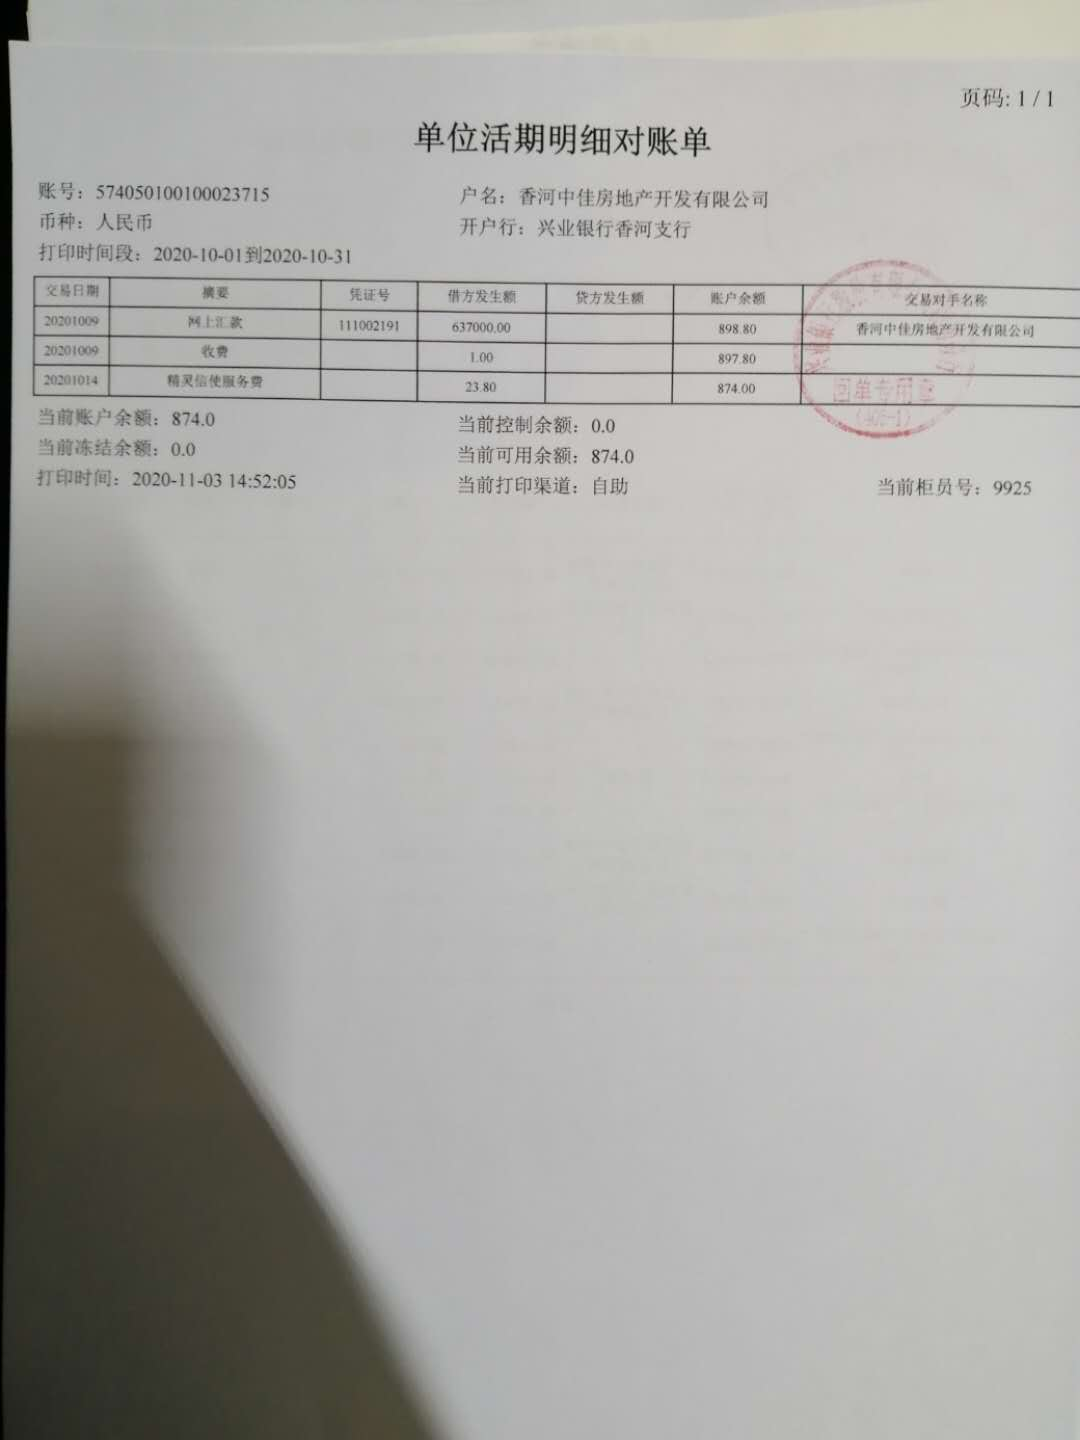 页码: 1 / 1
单位活期明细对账单
账号：574050100100023715 户名：香河中佳房地产开发有限公司
币种：人民币 开户行：兴业银行香河支行
打印时间段：2020-10-01到2020-10-31
交易日期 摘要 凭证号 借方发生额 贷方发生额 账户余额 交易对手名称
20201009 网上汇款 111002191 637000.00 898.80 香河中佳房地产开发有限公司
20201009 收费 1.00 897.80
20201014 精灵信使服务费 23.80 874.00
回单专用章
当前账户余额：874.0 当前控制余额：0.0
当前冻结余额：0.0 当前可用余额：874.0
打印时间：2020-11-03 14:52:05 当前打印渠道：自助 当前柜员号：9925